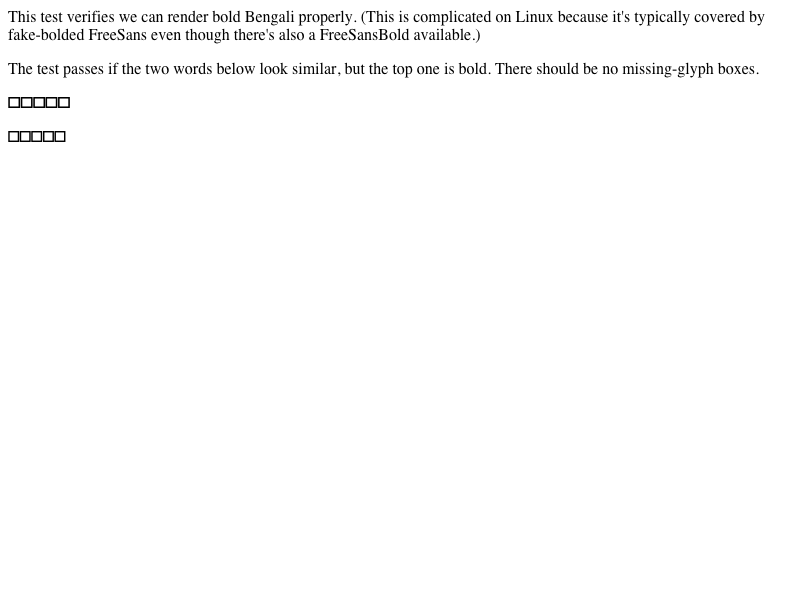 This test verifies we can render bold Bengali properly. (This is complicated on Linux because it's typically covered by
fake-bolded FreeSans even though there's also a FreeSansBold available.)
The test passes if the two words below look similar, but the top one is bold. There should be no missing-glyph boxes.